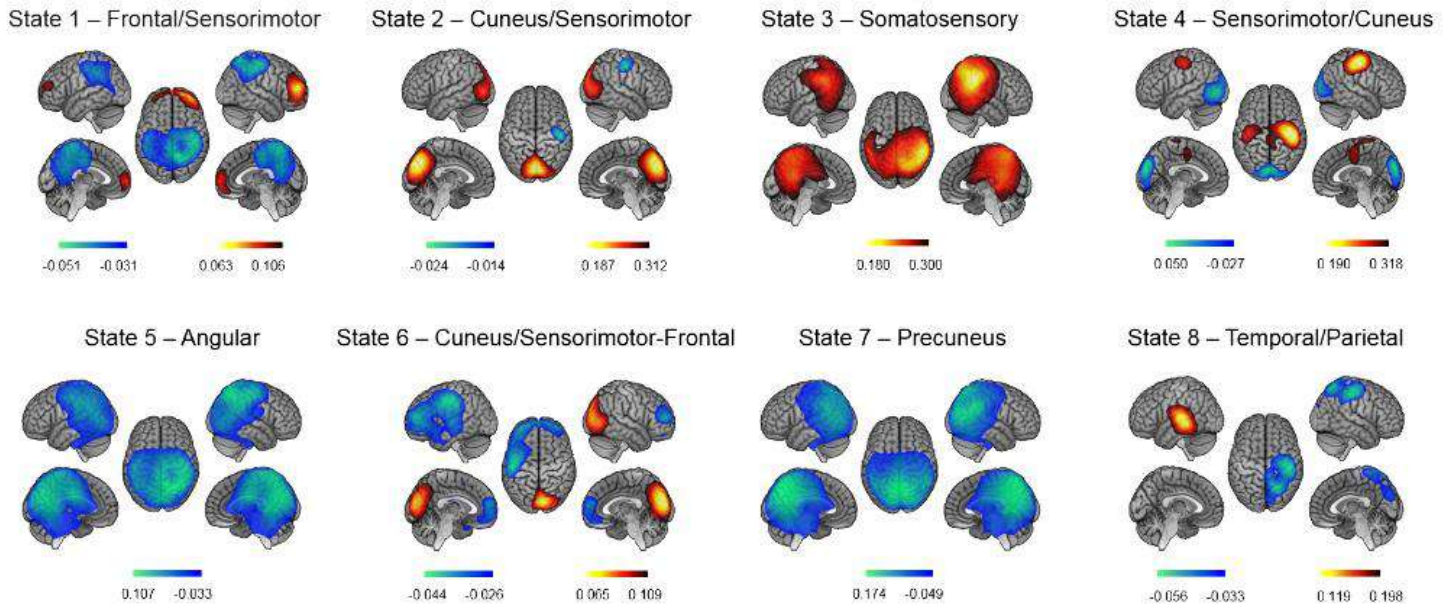 State 1 – Frontal/Sensorimotor
State 2 – Cuneus/Sensorimotor
State 3 – Somatosensory
State 4 – Sensorimotor/Cuneus
-0.051 -0.031 0.063 0.106
-0.024 -0.014 0.187 0.312
0.180 0.300
0.050 -0.027 0.190 0.318
State 5 – Angular
State 6 – Cuneus/Sensorimotor-Frontal
State 7 – Precuneus
State 8 – Temporal/Parietal
0.107 -0.033
-0.044 -0.026 0.065 0.109
0.174 -0.049
-0.056 -0.033 0.119 0.198